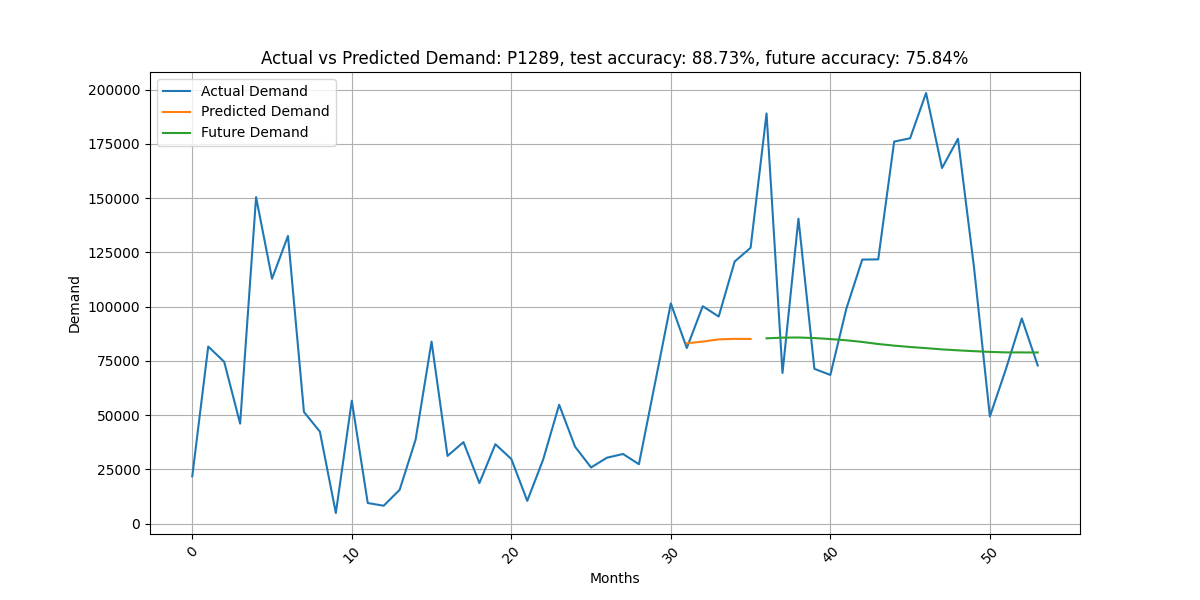 Actual vs Predicted Demand: P1289, test accuracy: 88.73%, future accuracy: 75.84%
Actual Demand
Predicted Demand
Future Demand
200000
175000
150000
125000
100000
75000
50000
25000
0
Demand
0 10 20 30 40 50
Months